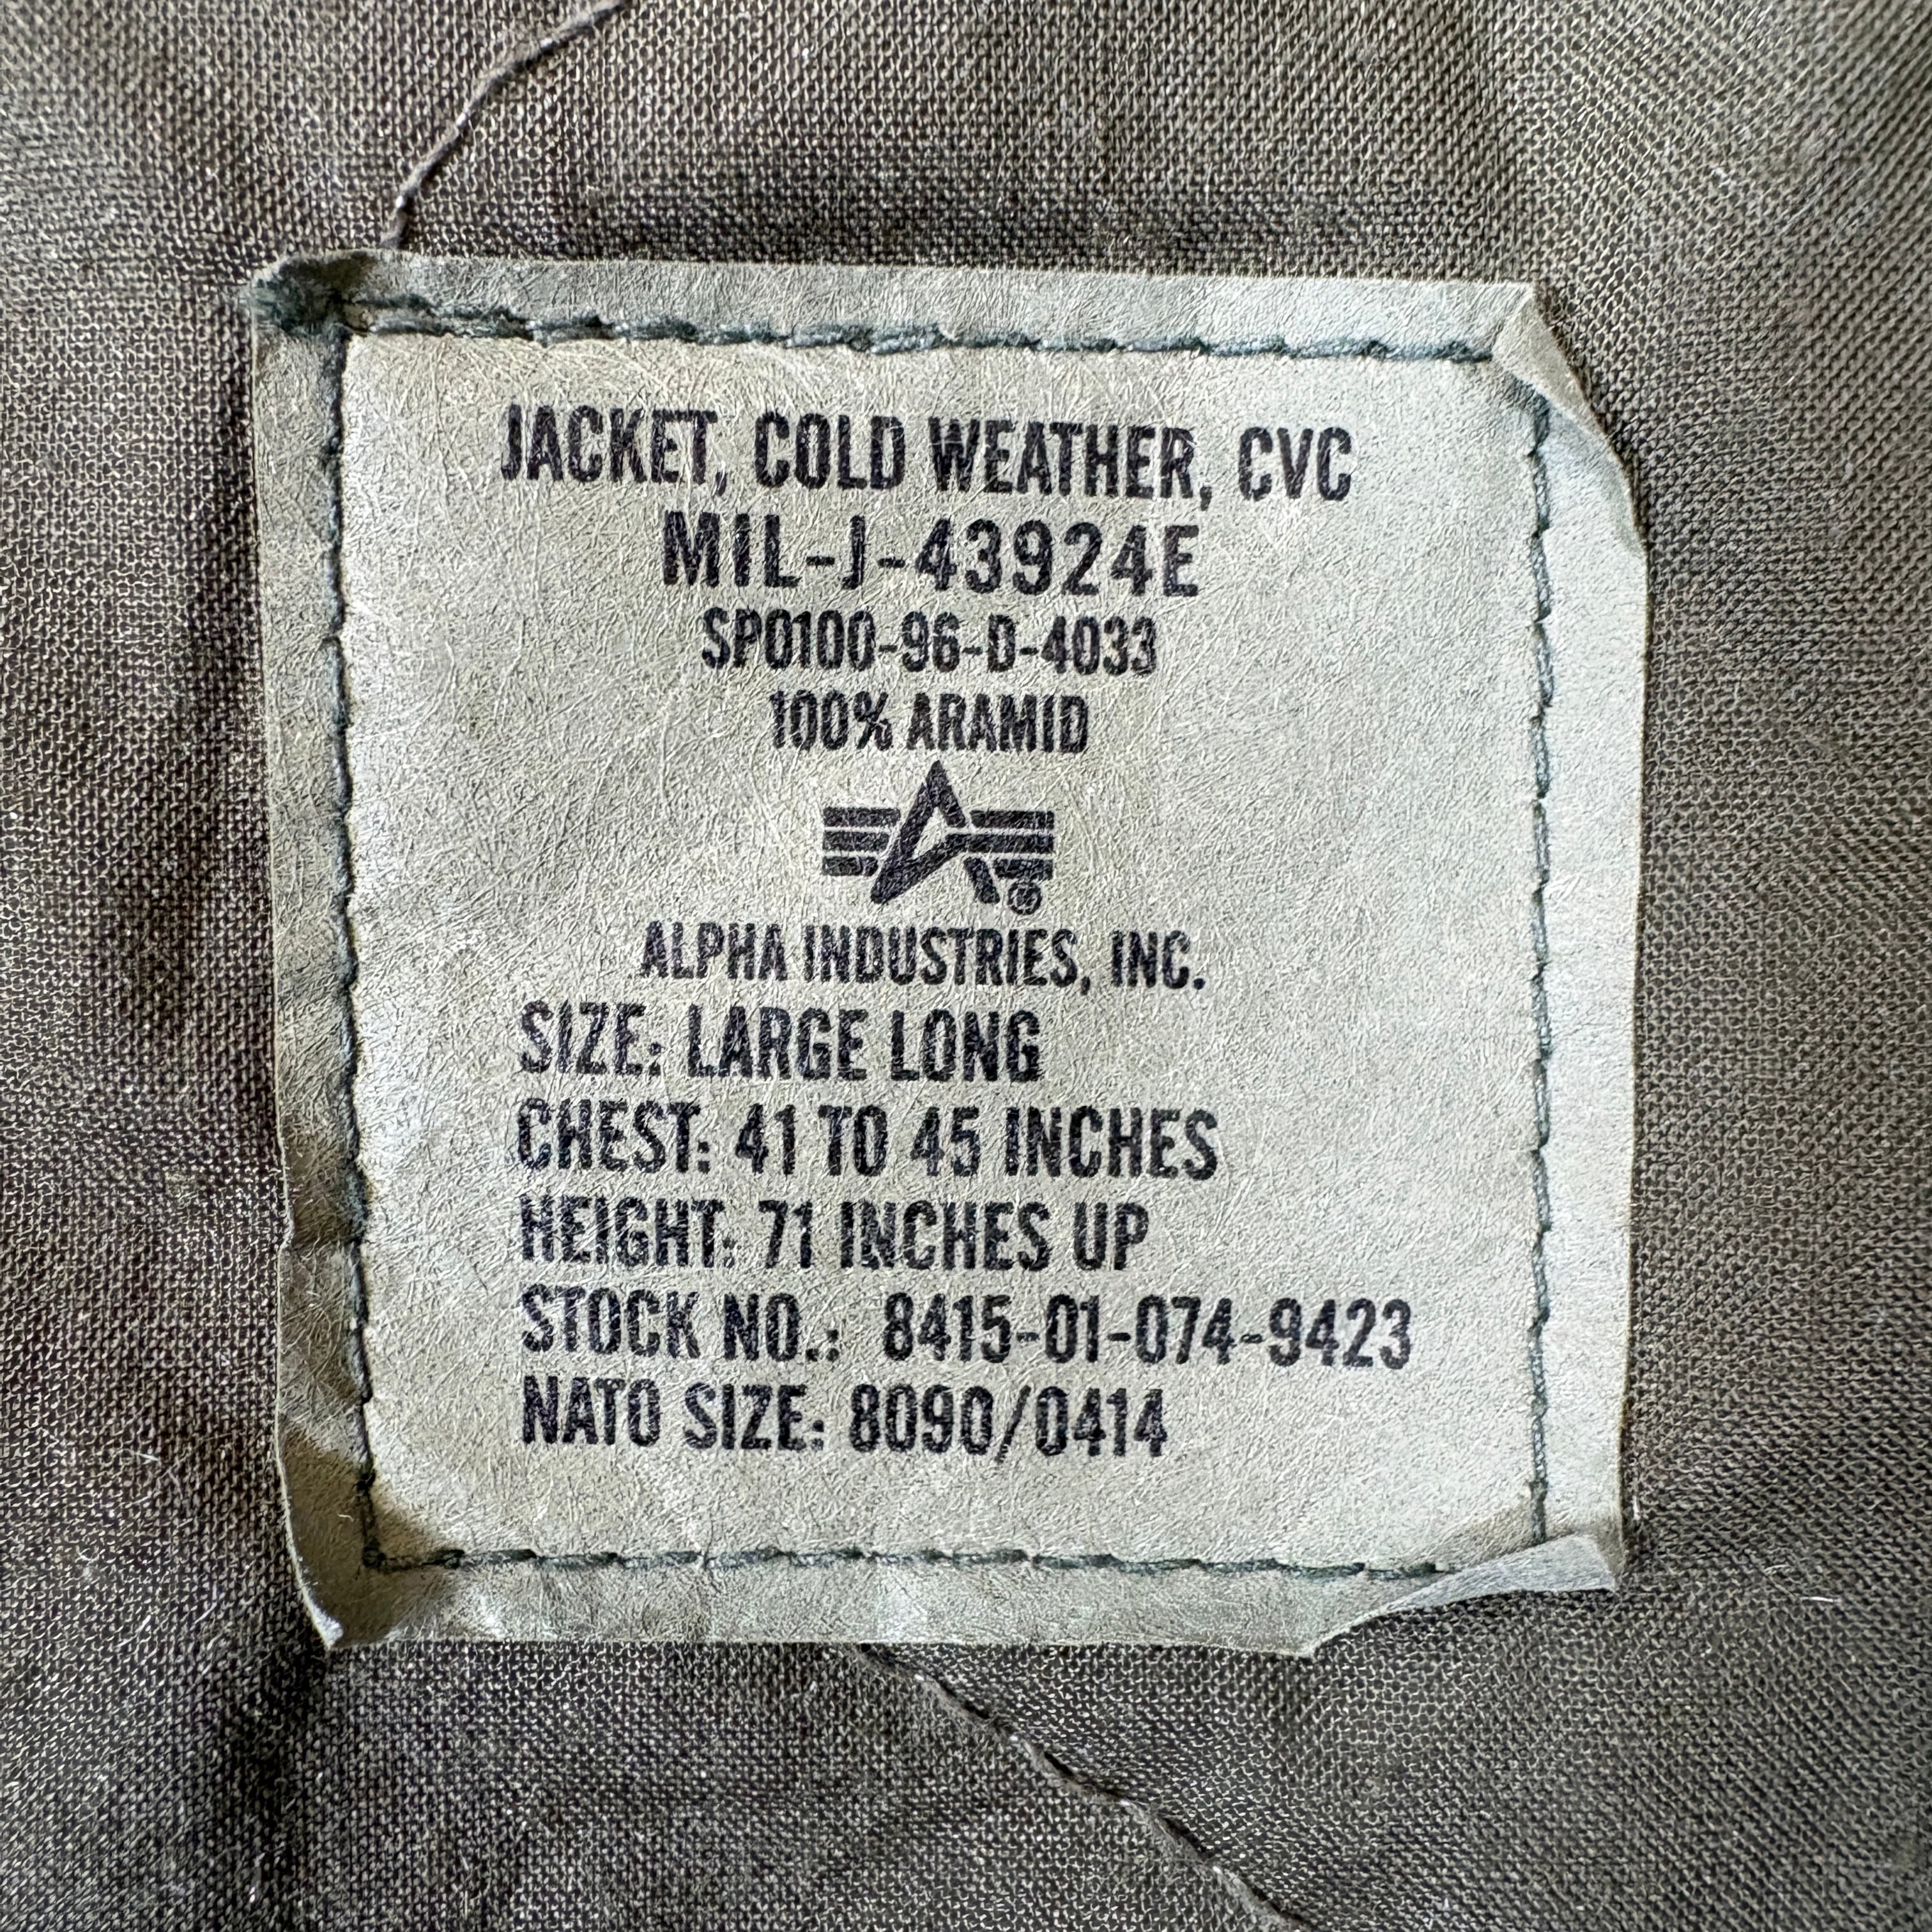 JACKET, COLD WEATHER, CVC
MIL-J-43924E
SP0100-96-D-4033
100% ARAMID
®
ALPHA INDUSTRIES, INC.
SIZE: LARGE LONG
CHEST: 41 TO 45 INCHES
HEIGHT: 71 INCHES UP
STOCK NO.: 8415-01-074-9423
NATO SIZE: 8090/0414